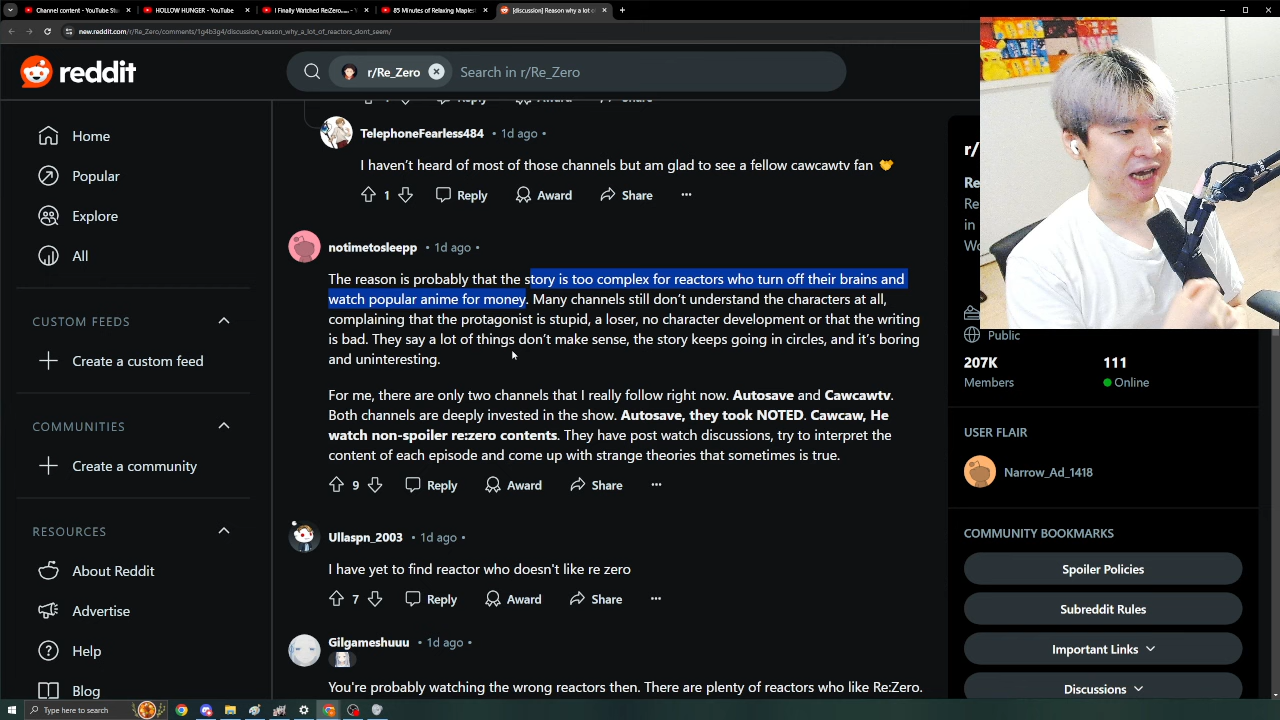 Channel content - YouTube Stu
HOLLOW HUNGER - YouTube
I Finally Watched Re:Zero....
85 Minutes of Relaxing Maples
[discussion] Reason why a lot o
new.reddit.com/r/Re_Zero/comments/1g4b3g4/discussion_reason_why_a_lot_of_reactors_dont_seem/
reddit
r/Re_Zero
Search in r/Re_Zero
Home
Popular
Explore
All
CUSTOM FEEDS
Create a custom feed
COMMUNITIES
Create a community
RESOURCES
About Reddit
Advertise
Help
Blog
Reply
Award
Share
TelephoneFearless484 • 1d ago •
I haven't heard of most of those channels but am glad to see a fellow cawcawtv fan
1 Reply Award Share
notimetosleepp • 1d ago •
The reason is probably that the story is too complex for reactors who turn off their brains and
watch popular anime for money. Many channels still don't understand the characters at all,
complaining that the protagonist is stupid, a loser, no character development or that the writing
is bad. They say a lot of things don't make sense, the story keeps going in circles, and it's boring
and uninteresting.
For me, there are only two channels that I really follow right now. Autosave and Cawcawtv.
Both channels are deeply invested in the show. Autosave, they took NOTED. Cawcaw, He
watch non-spoiler re:zero contents. They have post watch discussions, try to interpret the
content of each episode and come up with strange theories that sometimes is true.
9 Reply Award Share
Ullaspn_2003 • 1d ago •
I have yet to find reactor who doesn't like re zero
7 Reply Award Share
Gilgameshuuu • 1d ago •
You're probably watching the wrong reactors then. There are plenty of reactors who like Re:Zero.
r/
Re
Re
in
Wo
Public
207K 111
Members Online
USER FLAIR
Narrow_Ad_1418
COMMUNITY BOOKMARKS
Spoiler Policies
Subreddit Rules
Important Links
Discussions
Type here to search